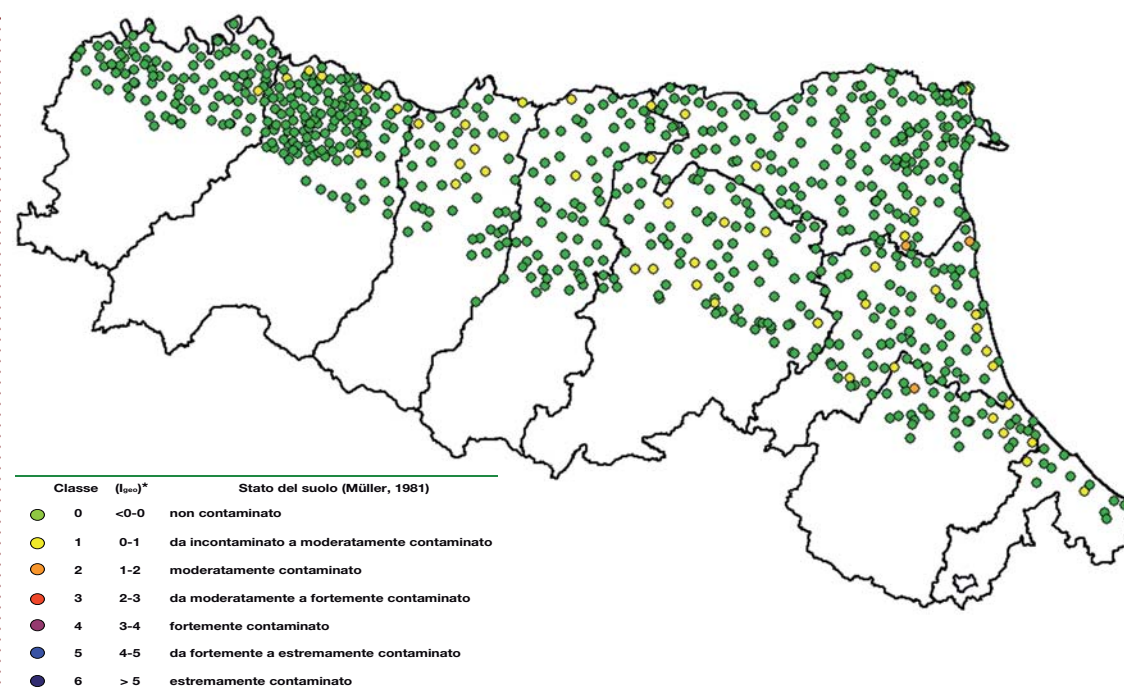 Classe (Igeo)* Stato del suolo (Müller, 1981)
0 <0-0 non contaminato
1 0-1 da incontaminato a moderatamente contaminato
2 1-2 moderatamente contaminato
3 2-3 da moderatamente a fortemente contaminato
4 3-4 fortemente contaminato
5 4-5 da fortemente a estremamente contaminato
6 > 5 estremamente contaminato